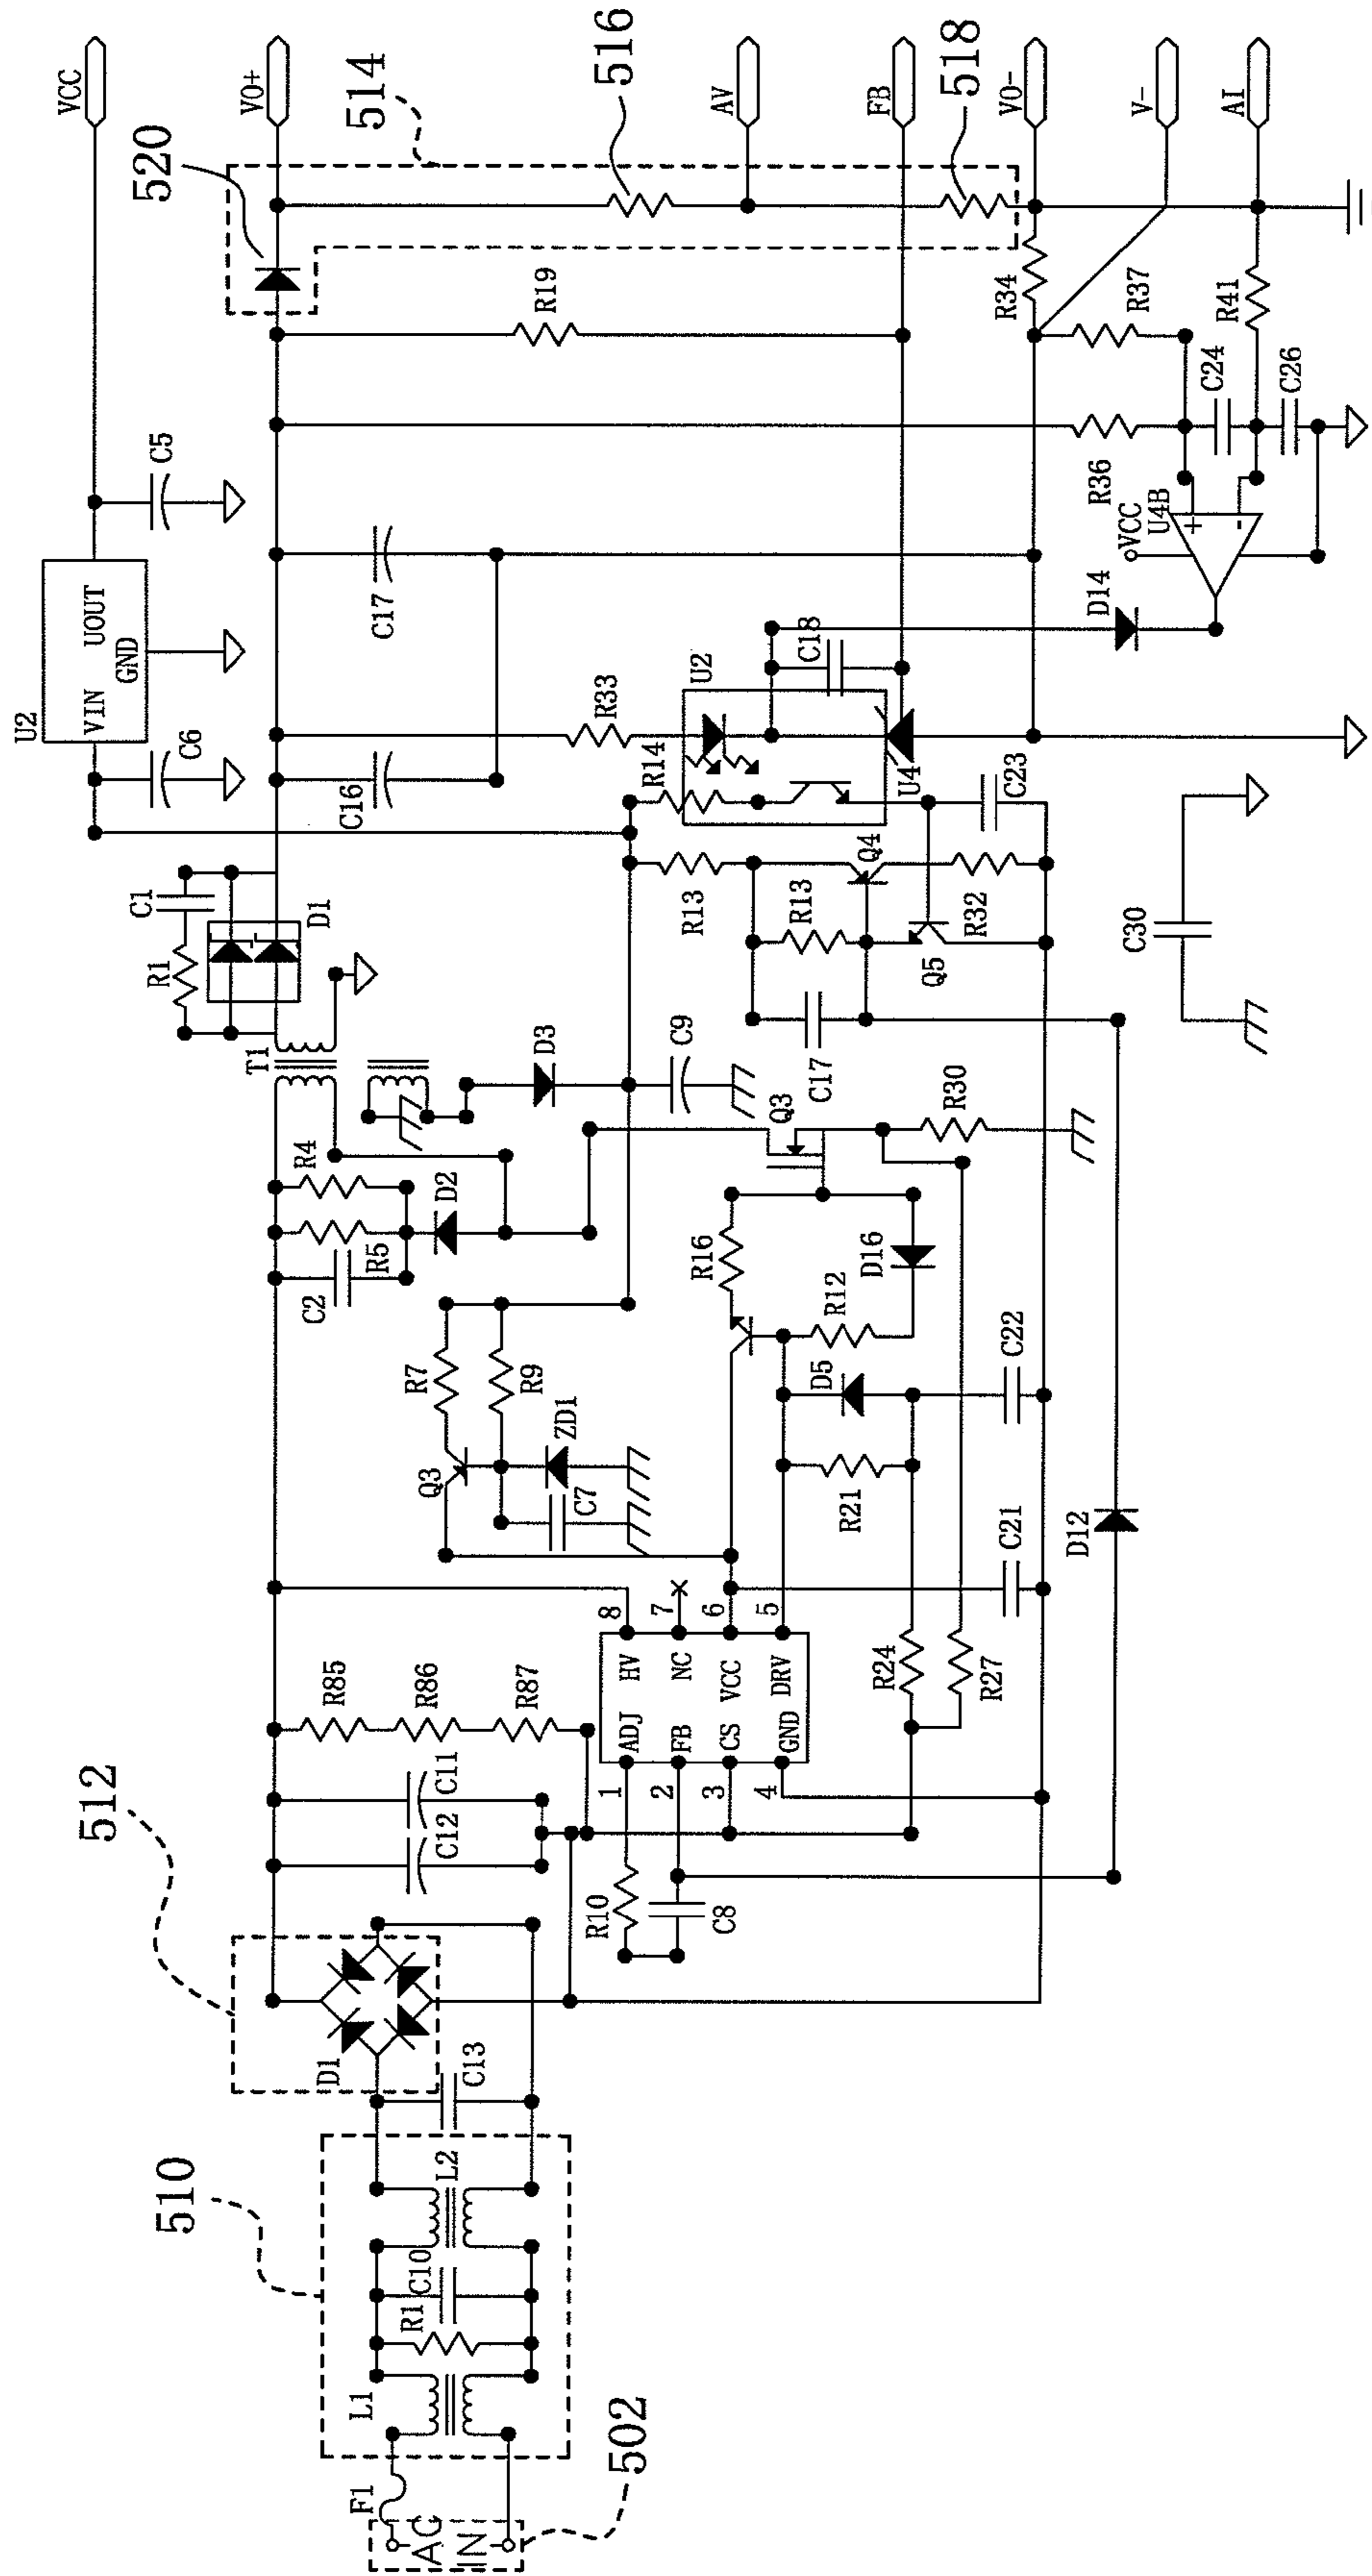 502
AC
IN
F1
510
L1
R1
C10
L2
C13
512
D1
C12
C11
R85
R86
R87
R10
C8
1
2
3
4
ADJ
FB
CS
GND
HV
NC
VCC
DRV
8
7
6
5
R24
R27
C21
D12
R21
D5
C22
R12
D16
R16
Q3
C7
ZD1
R7
R9
C2
R5
R4
D2
T1
D3
C9
Q3
R30
R1
C1
D1
C17
R13
R13
Q5
Q4
R32
C23
C30
R14
U2
VIN
UOUT
GND
C6
C5
C16
C17
R33
U2
U4
C18
D14
VCC
U4B
+
-
R36
R37
C24
C26
R41
R34
R19
520
514
516
518
VCC
VO+
AV
FB
VO-
V-
AI